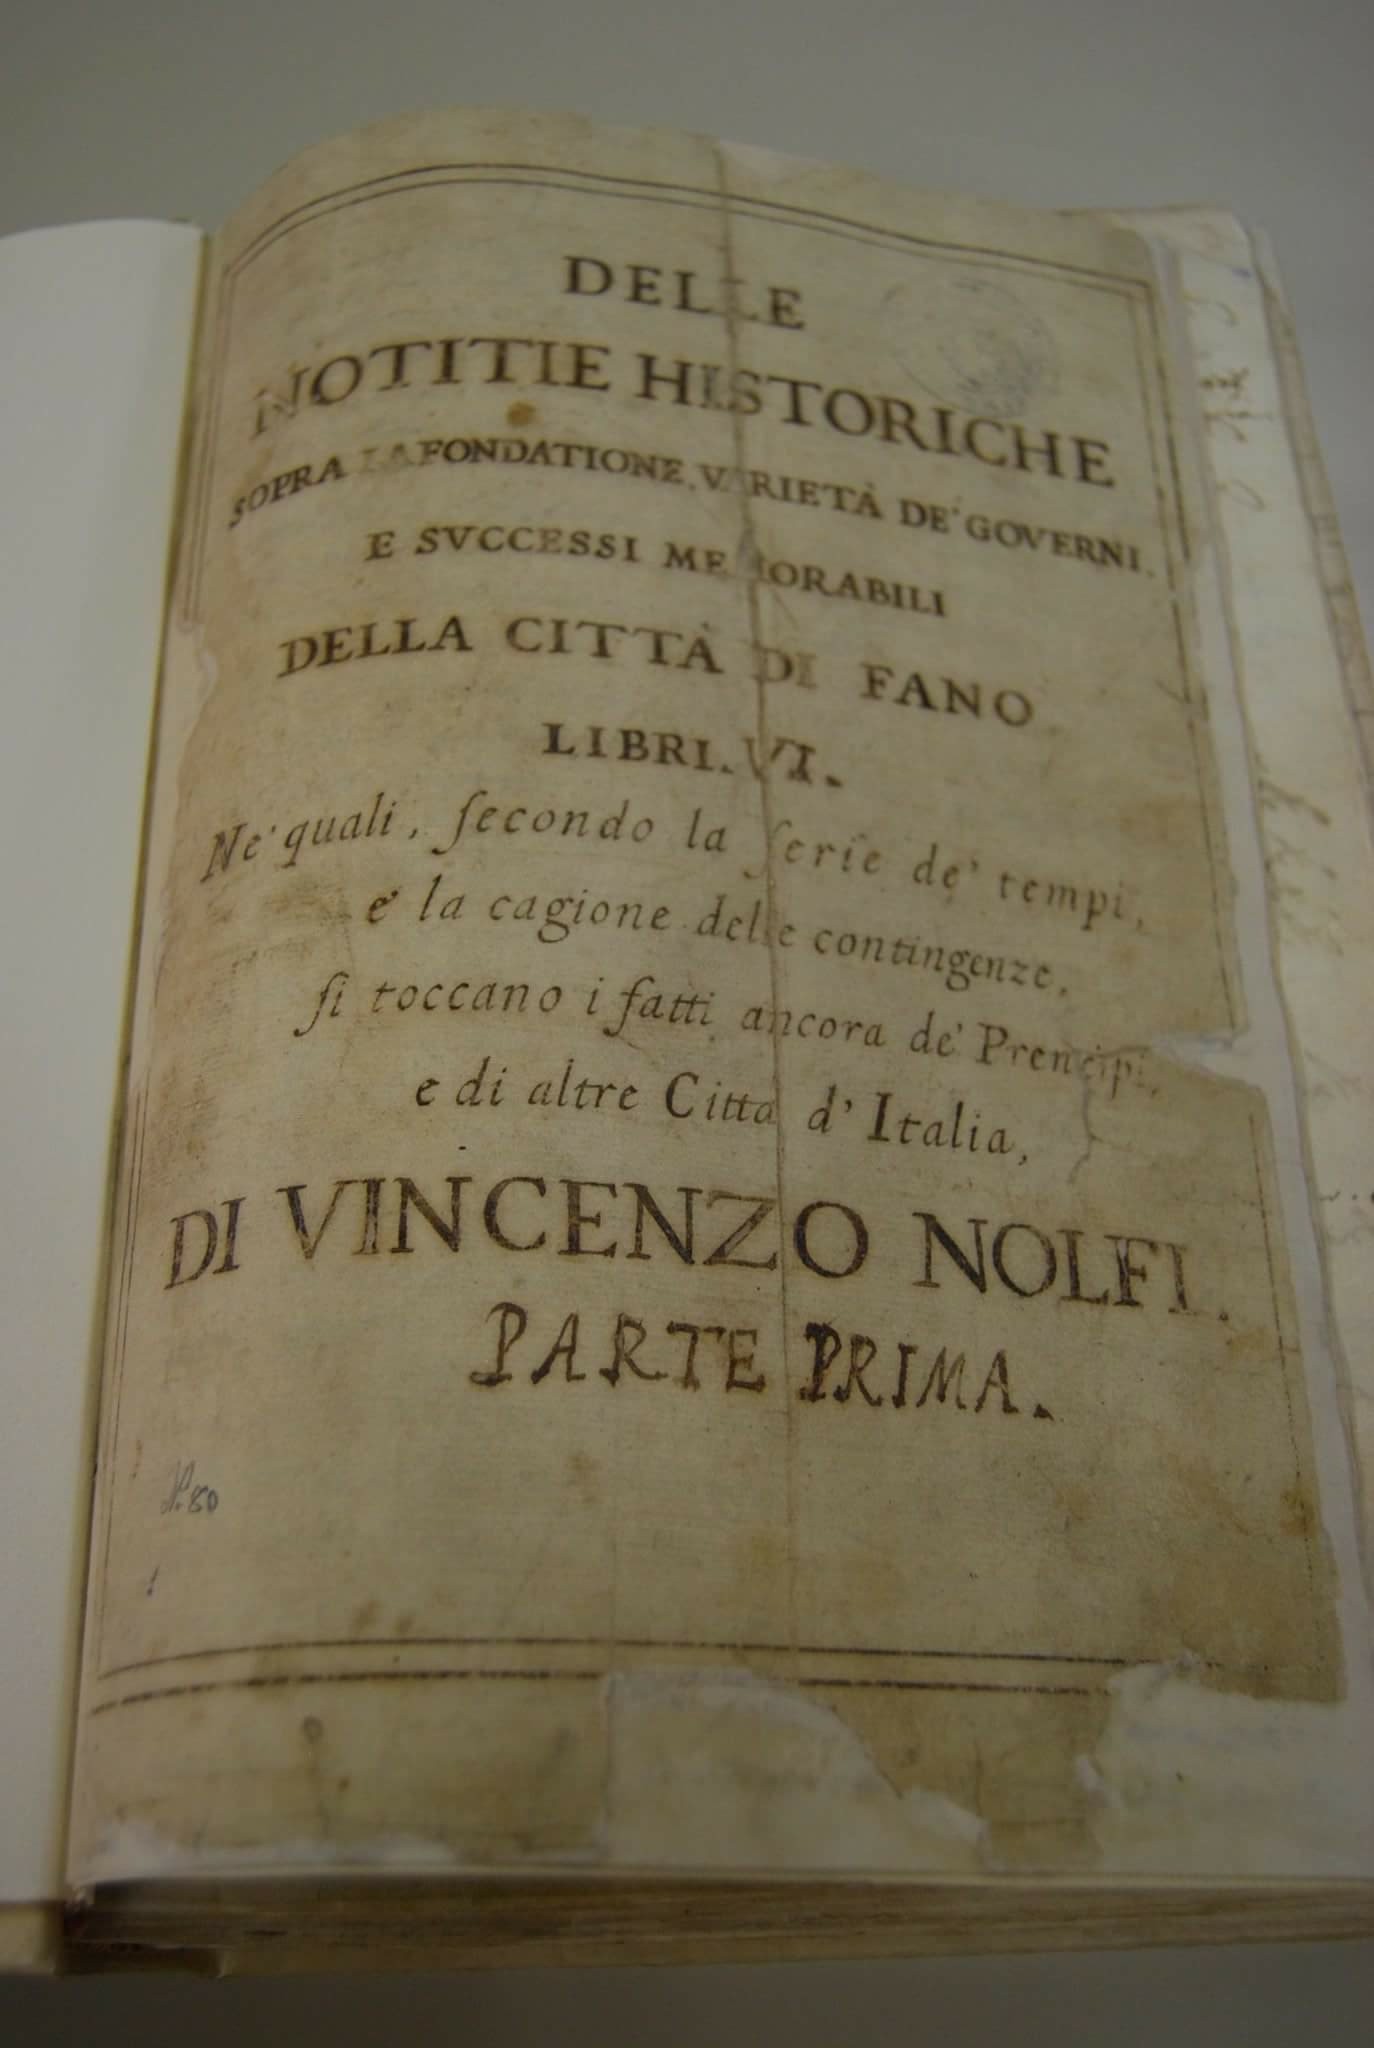 DELLE
NOTITIE HISTORICHE
SOPRA LA FONDATIONE, VARIETÀ DE' GOVERNI.
E SVCCESSI MEMORABILI
DELLA CITTÀ DI FANO
LIBRI. VI.
Ne' quali, ſecondo la ſerie de' tempi,
e la cagione delle contingenze,
ſi toccano i fatti ancora de' Prencipi,
e di altre Città d' Italia,
DI VINCENZO NOLFI.
PARTE PRIMA.
N. 80